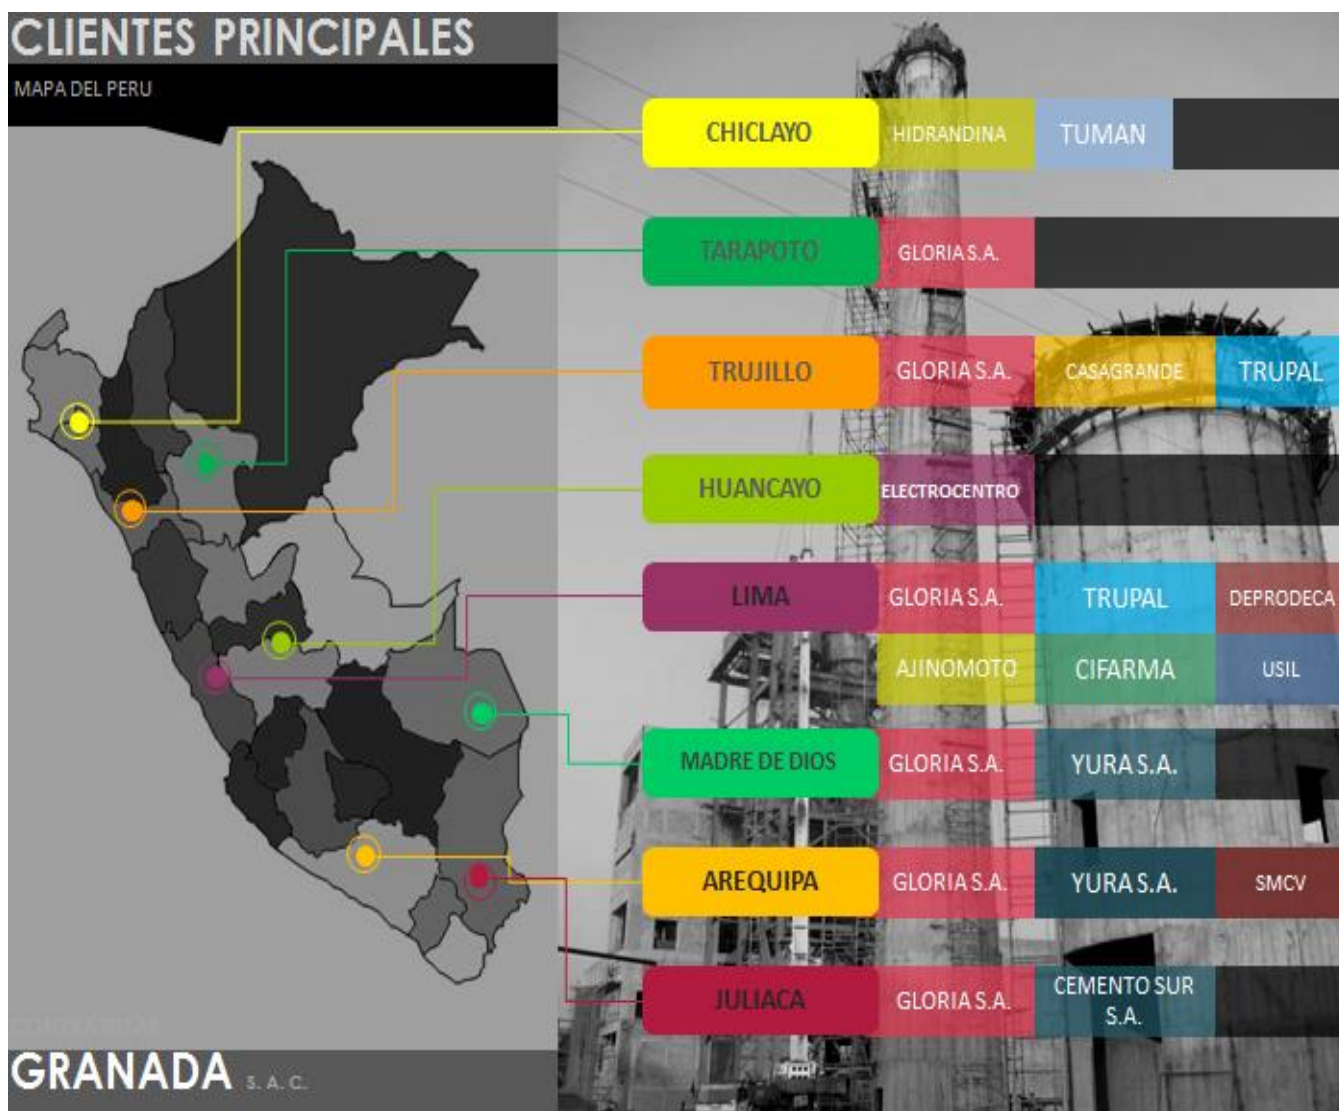 CLIENTES PRINCIPALES
MAPA DEL PERU
CHICLAYO HIDRANDINA TUMAN
TARAPOTO GLORIA S.A.
TRUJILLO GLORIA S.A. CASAGRANDE TRUPAL
HUANCAYO ELECTROCENTRO
LIMA GLORIA S.A. TRUPAL DEPRODECA
AJINOMOTO CIFARMA USIL
MADRE DE DIOS GLORIA S.A. YURA S.A.
AREQUIPA GLORIA S.A. YURA S.A. SMCV
JULIACA GLORIA S.A. CEMENTO SUR
S.A.
GRANADA S. A. C.